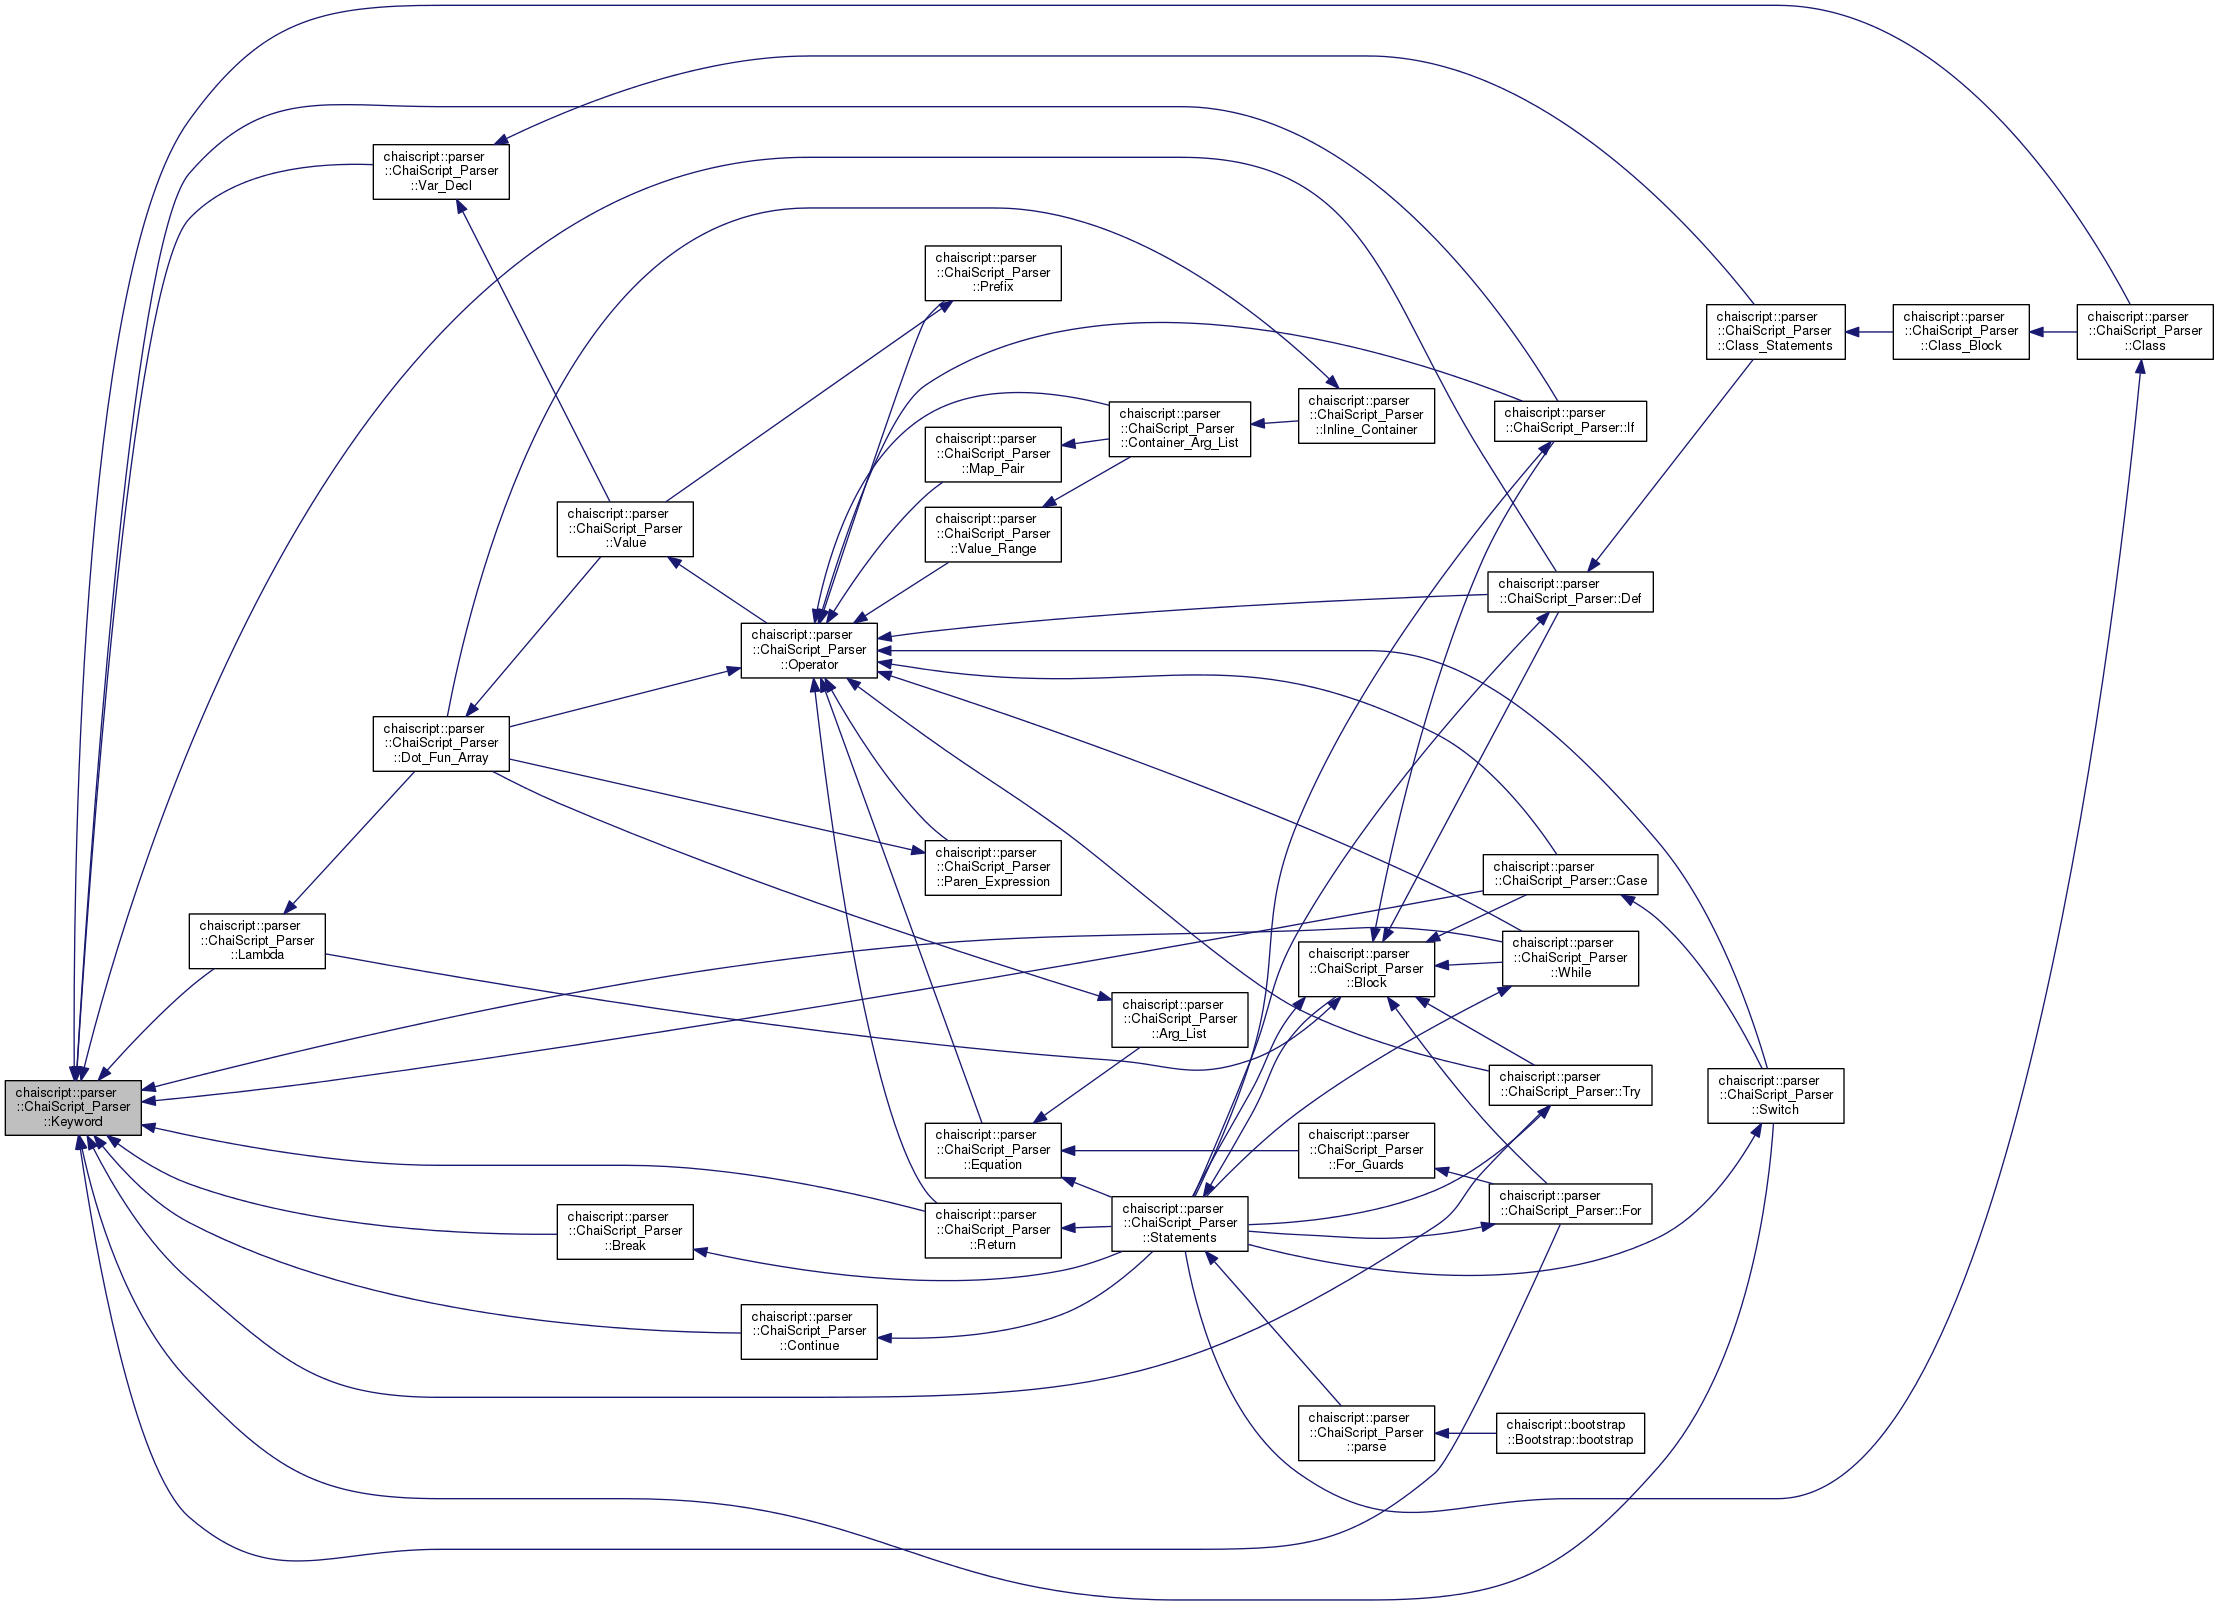 chaiscript::parser
::ChaiScript_Parser
::Var_Decl
chaiscript::parser
::ChaiScript_Parser
::Prefix
chaiscript::parser
::ChaiScript_Parser
::Class_Statements
chaiscript::parser
::ChaiScript_Parser
::Class_Block
chaiscript::parser
::ChaiScript_Parser
::Class
chaiscript::parser
::ChaiScript_Parser
::Inline_Container
chaiscript::parser
::ChaiScript_Parser::If
chaiscript::parser
::ChaiScript_Parser
::Container_Arg_List
chaiscript::parser
::ChaiScript_Parser
::Map_Pair
chaiscript::parser
::ChaiScript_Parser
::Value
chaiscript::parser
::ChaiScript_Parser
::Value_Range
chaiscript::parser
::ChaiScript_Parser::Def
chaiscript::parser
::ChaiScript_Parser
::Operator
chaiscript::parser
::ChaiScript_Parser
::Dot_Fun_Array
chaiscript::parser
::ChaiScript_Parser
::Paren_Expression
chaiscript::parser
::ChaiScript_Parser::Case
chaiscript::parser
::ChaiScript_Parser
::Lambda
chaiscript::parser
::ChaiScript_Parser
::While
chaiscript::parser
::ChaiScript_Parser
::Block
chaiscript::parser
::ChaiScript_Parser
::Arg_List
chaiscript::parser
::ChaiScript_Parser::Try
chaiscript::parser
::ChaiScript_Parser
::Switch
chaiscript::parser
::ChaiScript_Parser
::Keyword
chaiscript::parser
::ChaiScript_Parser
::Equation
chaiscript::parser
::ChaiScript_Parser
::For_Guards
chaiscript::parser
::ChaiScript_Parser::For
chaiscript::parser
::ChaiScript_Parser
::Statements
chaiscript::parser
::ChaiScript_Parser
::Return
chaiscript::parser
::ChaiScript_Parser
::Break
chaiscript::parser
::ChaiScript_Parser
::Continue
chaiscript::parser
::ChaiScript_Parser
::parse
chaiscript::bootstrap
::Bootstrap::bootstrap